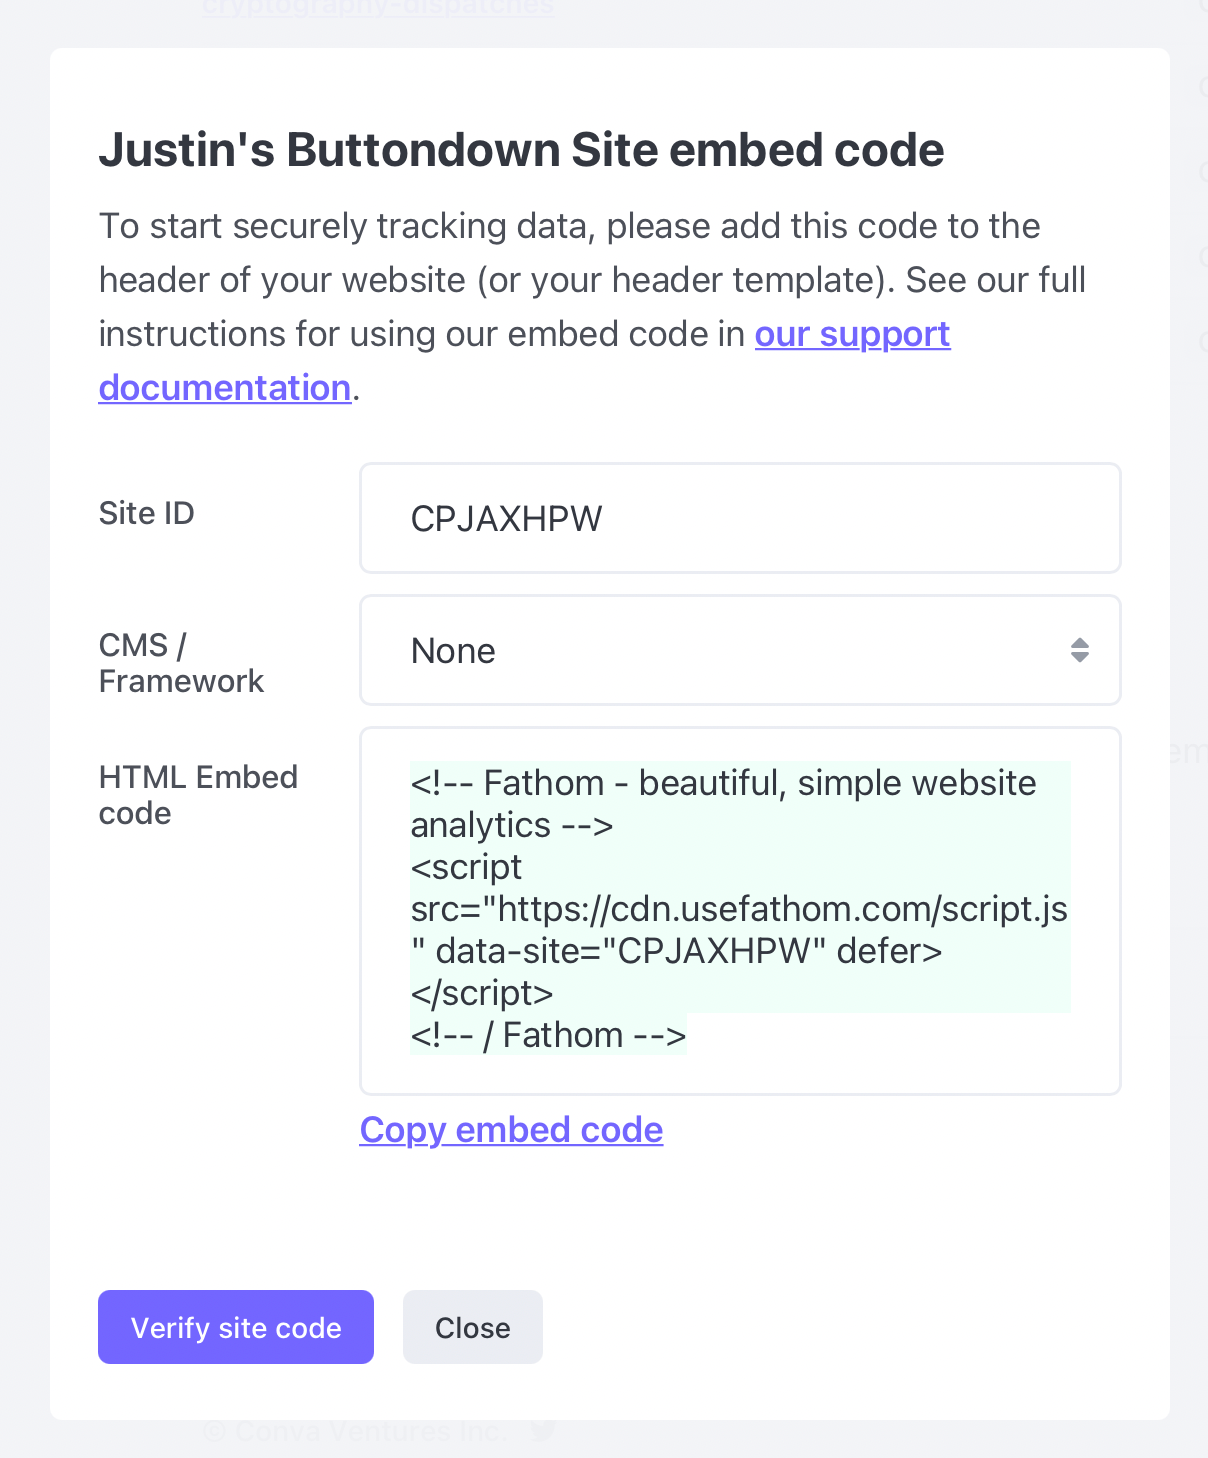 cryptography-dispatches
Justin's Buttondown Site embed code
To start securely tracking data, please add this code to the
header of your website (or your header template). See our full
instructions for using our embed code in our support
documentation.
Site ID
CPJAXHPW
CMS /
Framework
None
HTML Embed
code
<!-- Fathom - beautiful, simple website
analytics -->
<script
src="https://cdn.usefathom.com/script.js
" data-site="CPJAXHPW" defer>
</script>
<!-- / Fathom -->
Copy embed code
Verify site code
Close
© Conva Ventures Inc.